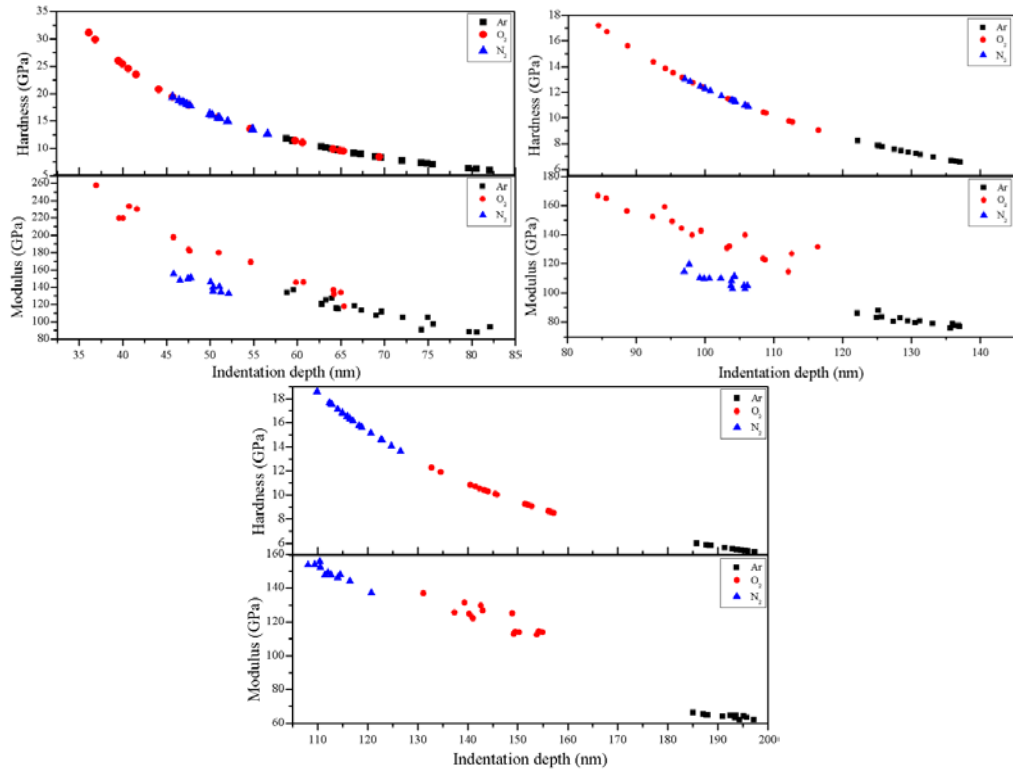 35
30
25
20
15
10
5
Hardness (GPa)
Ar
O₂
N₂
260
240
220
200
180
160
140
120
100
80
Modulus (GPa)
Ar
O₂
N₂
35 40 45 50 55 60 65 70 75 80 85
Indentation depth (nm)
18
16
14
12
10
8
6
Hardness (GPa)
Ar
O₂
N₂
180
160
140
120
100
80
60
Modulus (GPa)
Ar
O₂
N₂
80 90 100 110 120 130 140
Indentation depth (nm)
18
16
14
12
10
8
6
Hardness (GPa)
Ar
O₂
N₂
160
150
100
75
60
Modulus (GPa)
Ar
O₂
N₂
110 120 130 140 150 160 170 180 190 200
Indentation depth (nm)